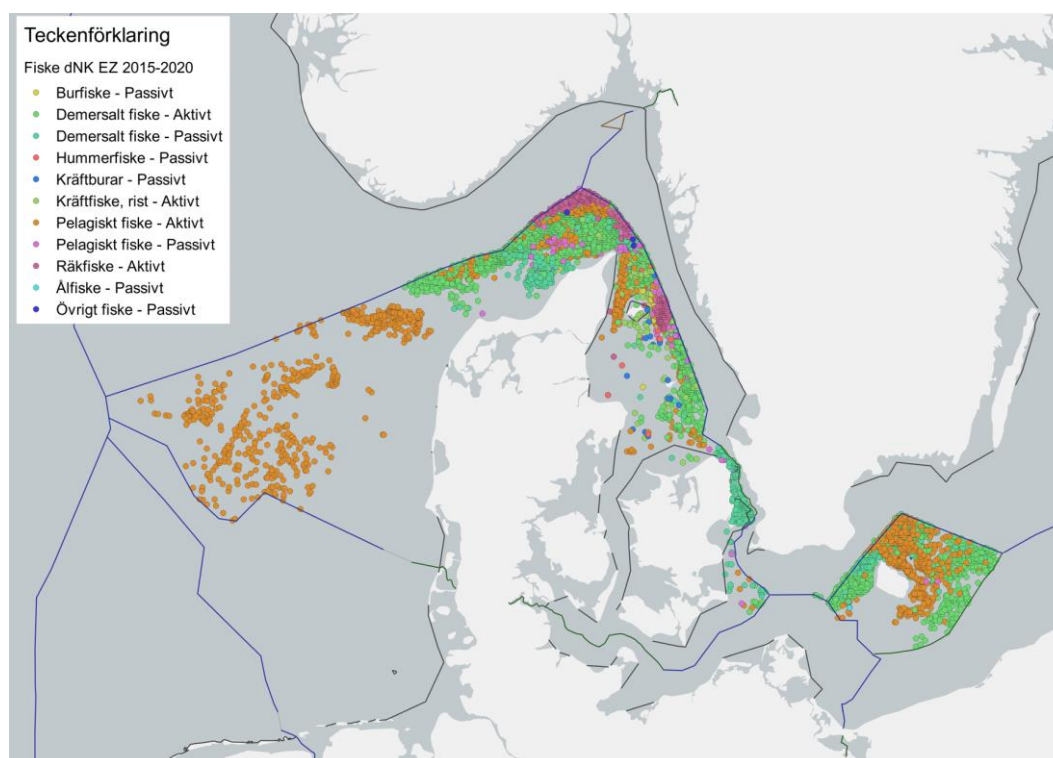 Teckenförklaring
Fiske dNK EZ 2015-2020
Burfiske - Passivt
Demersalt fiske - Aktivt
Demersalt fiske - Passivt
Hummerfiske - Passivt
Kräftburar - Passivt
Kräftfiske, rist - Aktivt
Pelagiskt fiske - Aktivt
Pelagiskt fiske - Passivt
Räkfiske - Aktivt
Ålfiske - Passivt
Övrigt fiske - Passivt